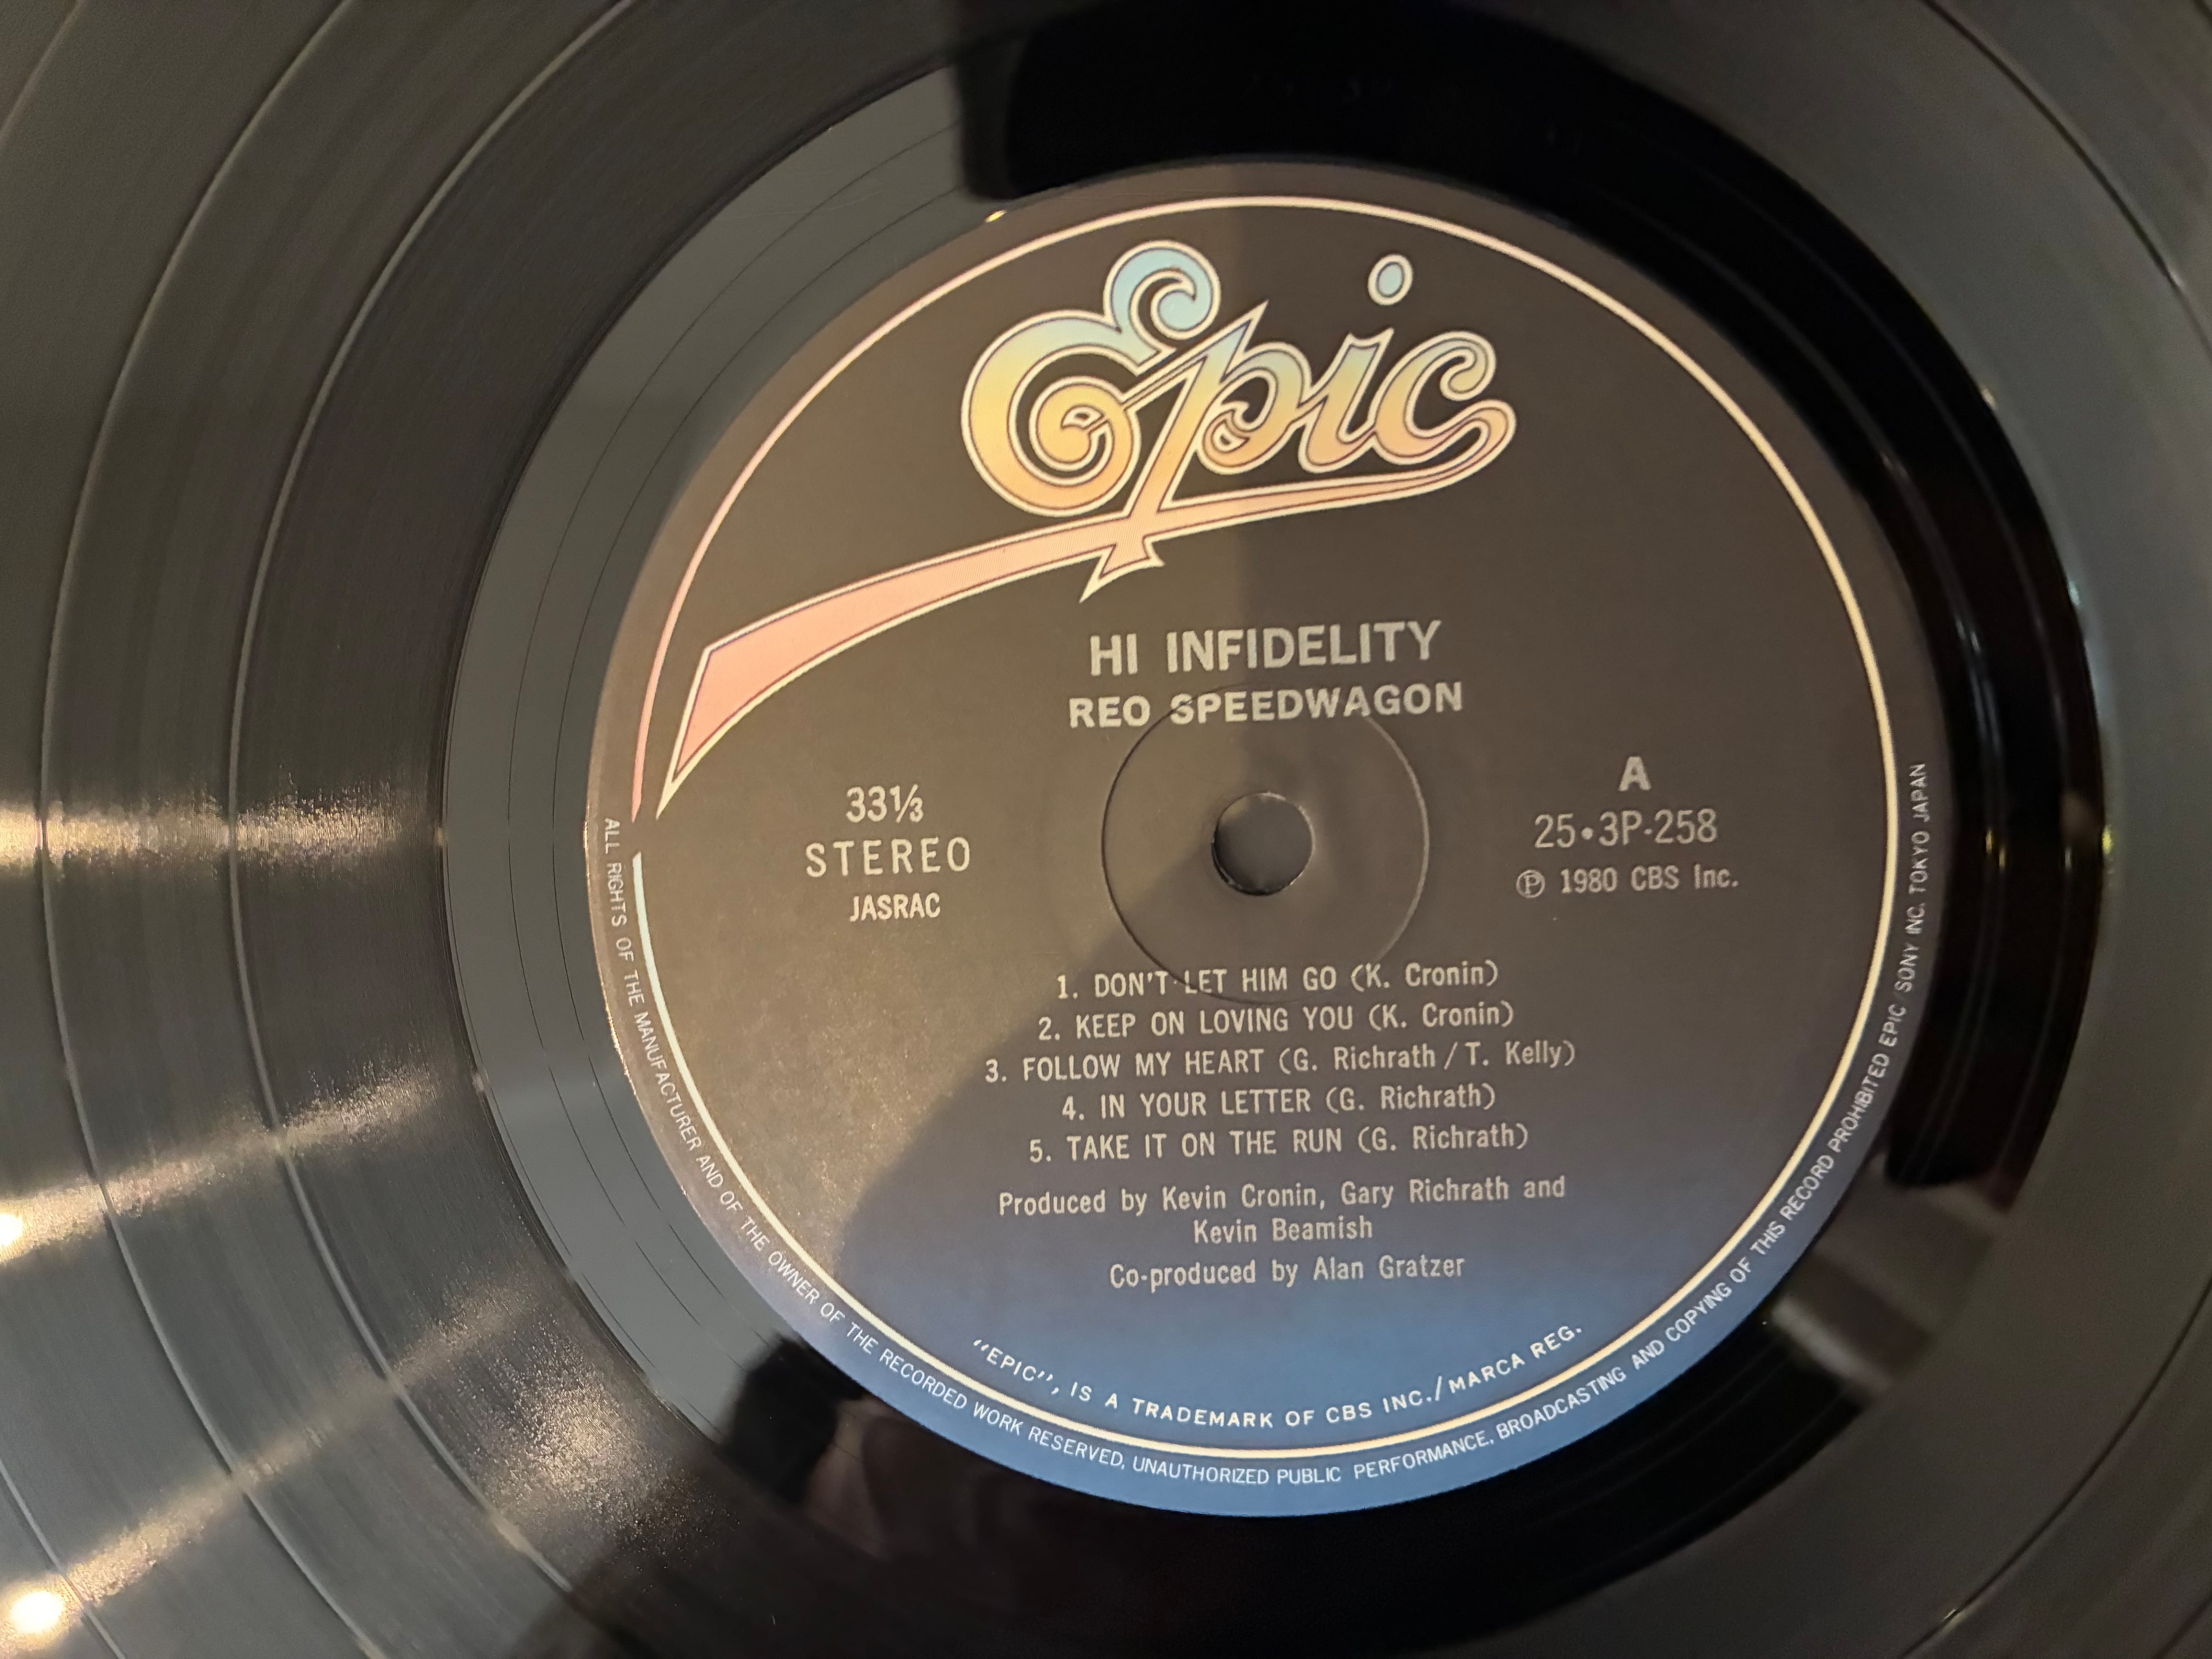 Epic
HI INFIDELITY
REO SPEEDWAGON
33⅓
STEREO
JASRAC
A
25•3P-258
Ⓟ 1980 CBS Inc.
1. DON'T LET HIM GO (K. Cronin)
2. KEEP ON LOVING YOU (K. Cronin)
3. FOLLOW MY HEART (G. Richrath / T. Kelly)
4. IN YOUR LETTER (G. Richrath)
5. TAKE IT ON THE RUN (G. Richrath)
Produced by Kevin Cronin, Gary Richrath and
Kevin Beamish
Co-produced by Alan Gratzer
"EPIC", IS A TRADEMARK OF CBS INC./MARCA REG.
ALL RIGHTS OF THE MANUFACTURER AND OF THE OWNER OF THE RECORDED WORK RESERVED, UNAUTHORIZED PUBLIC PERFORMANCE, BROADCASTING AND COPYING OF THIS RECORD PROHIBITED EPIC/SONY INC. TOKYO JAPAN